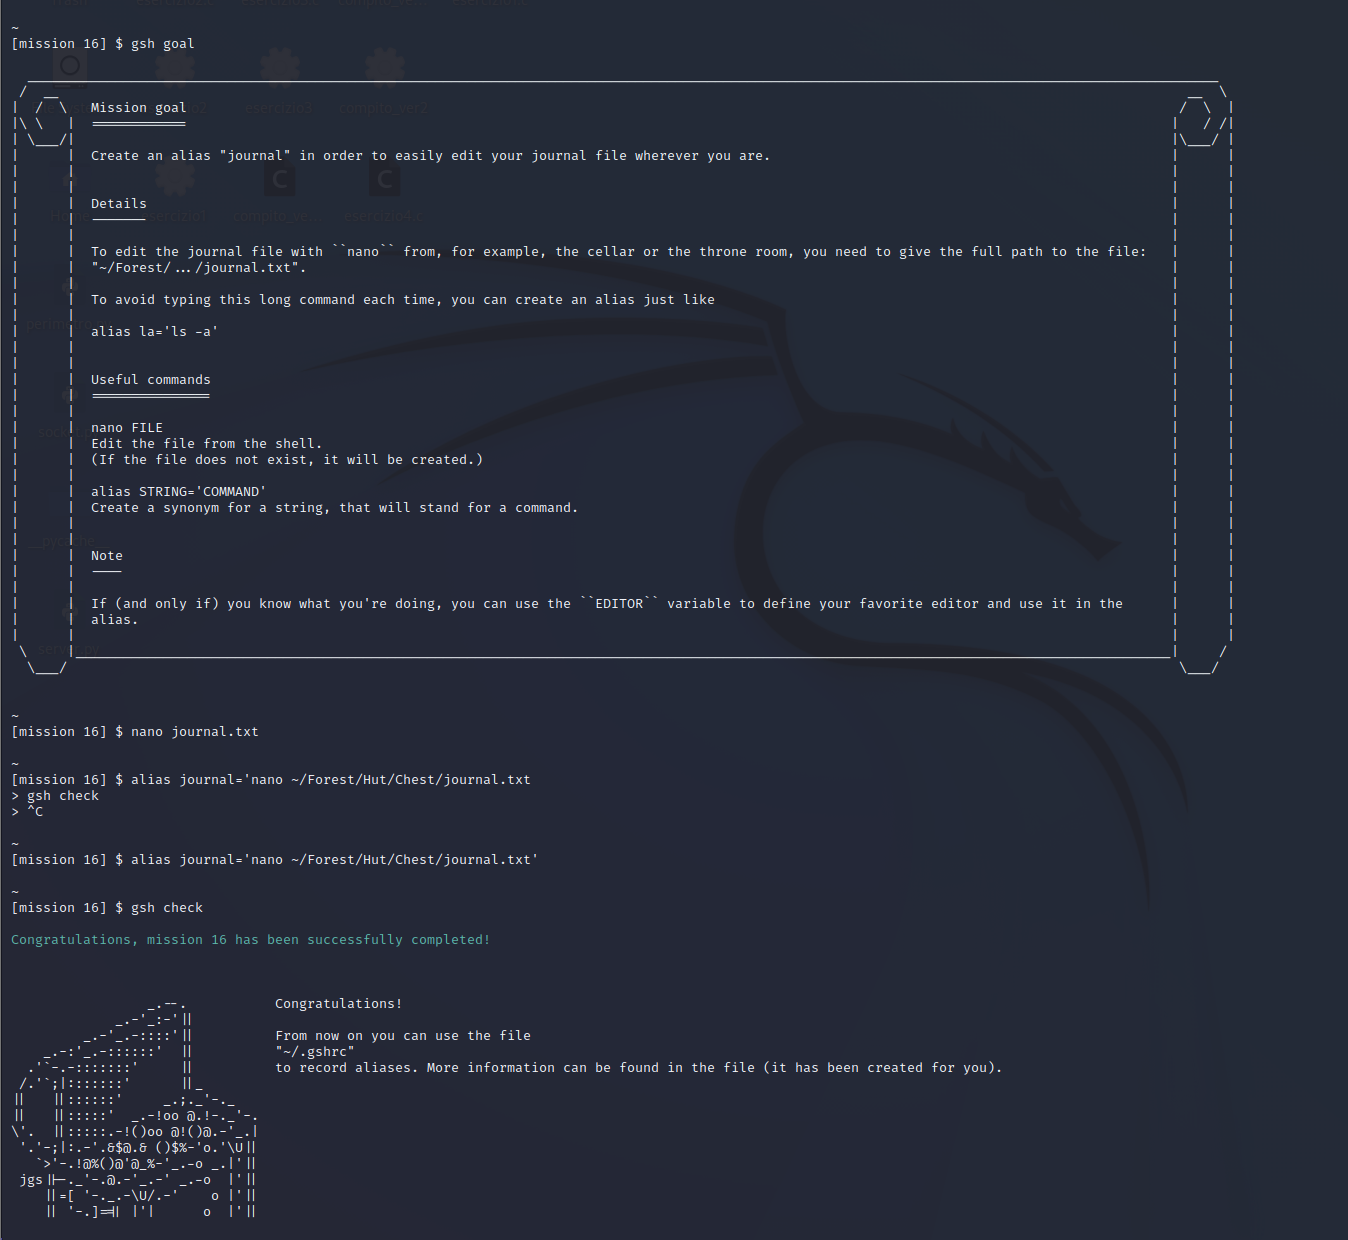 ~
[mission 16] $ gsh goal
Mission goal
============
Create an alias "journal" in order to easily edit your journal file wherever you are.
Details
-------
To edit the journal file with ``nano`` from, for example, the cellar or the throne room, you need to give the full path to the file:
"~/Forest/.../journal.txt".
To avoid typing this long command each time, you can create an alias just like
alias la='ls -a'
Useful commands
===============
nano FILE
Edit the file from the shell.
(If the file does not exist, it will be created.)
alias STRING='COMMAND'
Create a synonym for a string, that will stand for a command.
Note
----
If (and only if) you know what you're doing, you can use the ``EDITOR`` variable to define your favorite editor and use it in the
alias.
~
[mission 16] $ nano journal.txt
~
[mission 16] $ alias journal='nano ~/Forest/Hut/Chest/journal.txt
> gsh check
> ^C
~
[mission 16] $ alias journal='nano ~/Forest/Hut/Chest/journal.txt'
~
[mission 16] $ gsh check
Congratulations, mission 16 has been successfully completed!
Congratulations!
From now on you can use the file
"~/.gshrc"
to record aliases. More information can be found in the file (it has been created for you).
jgs